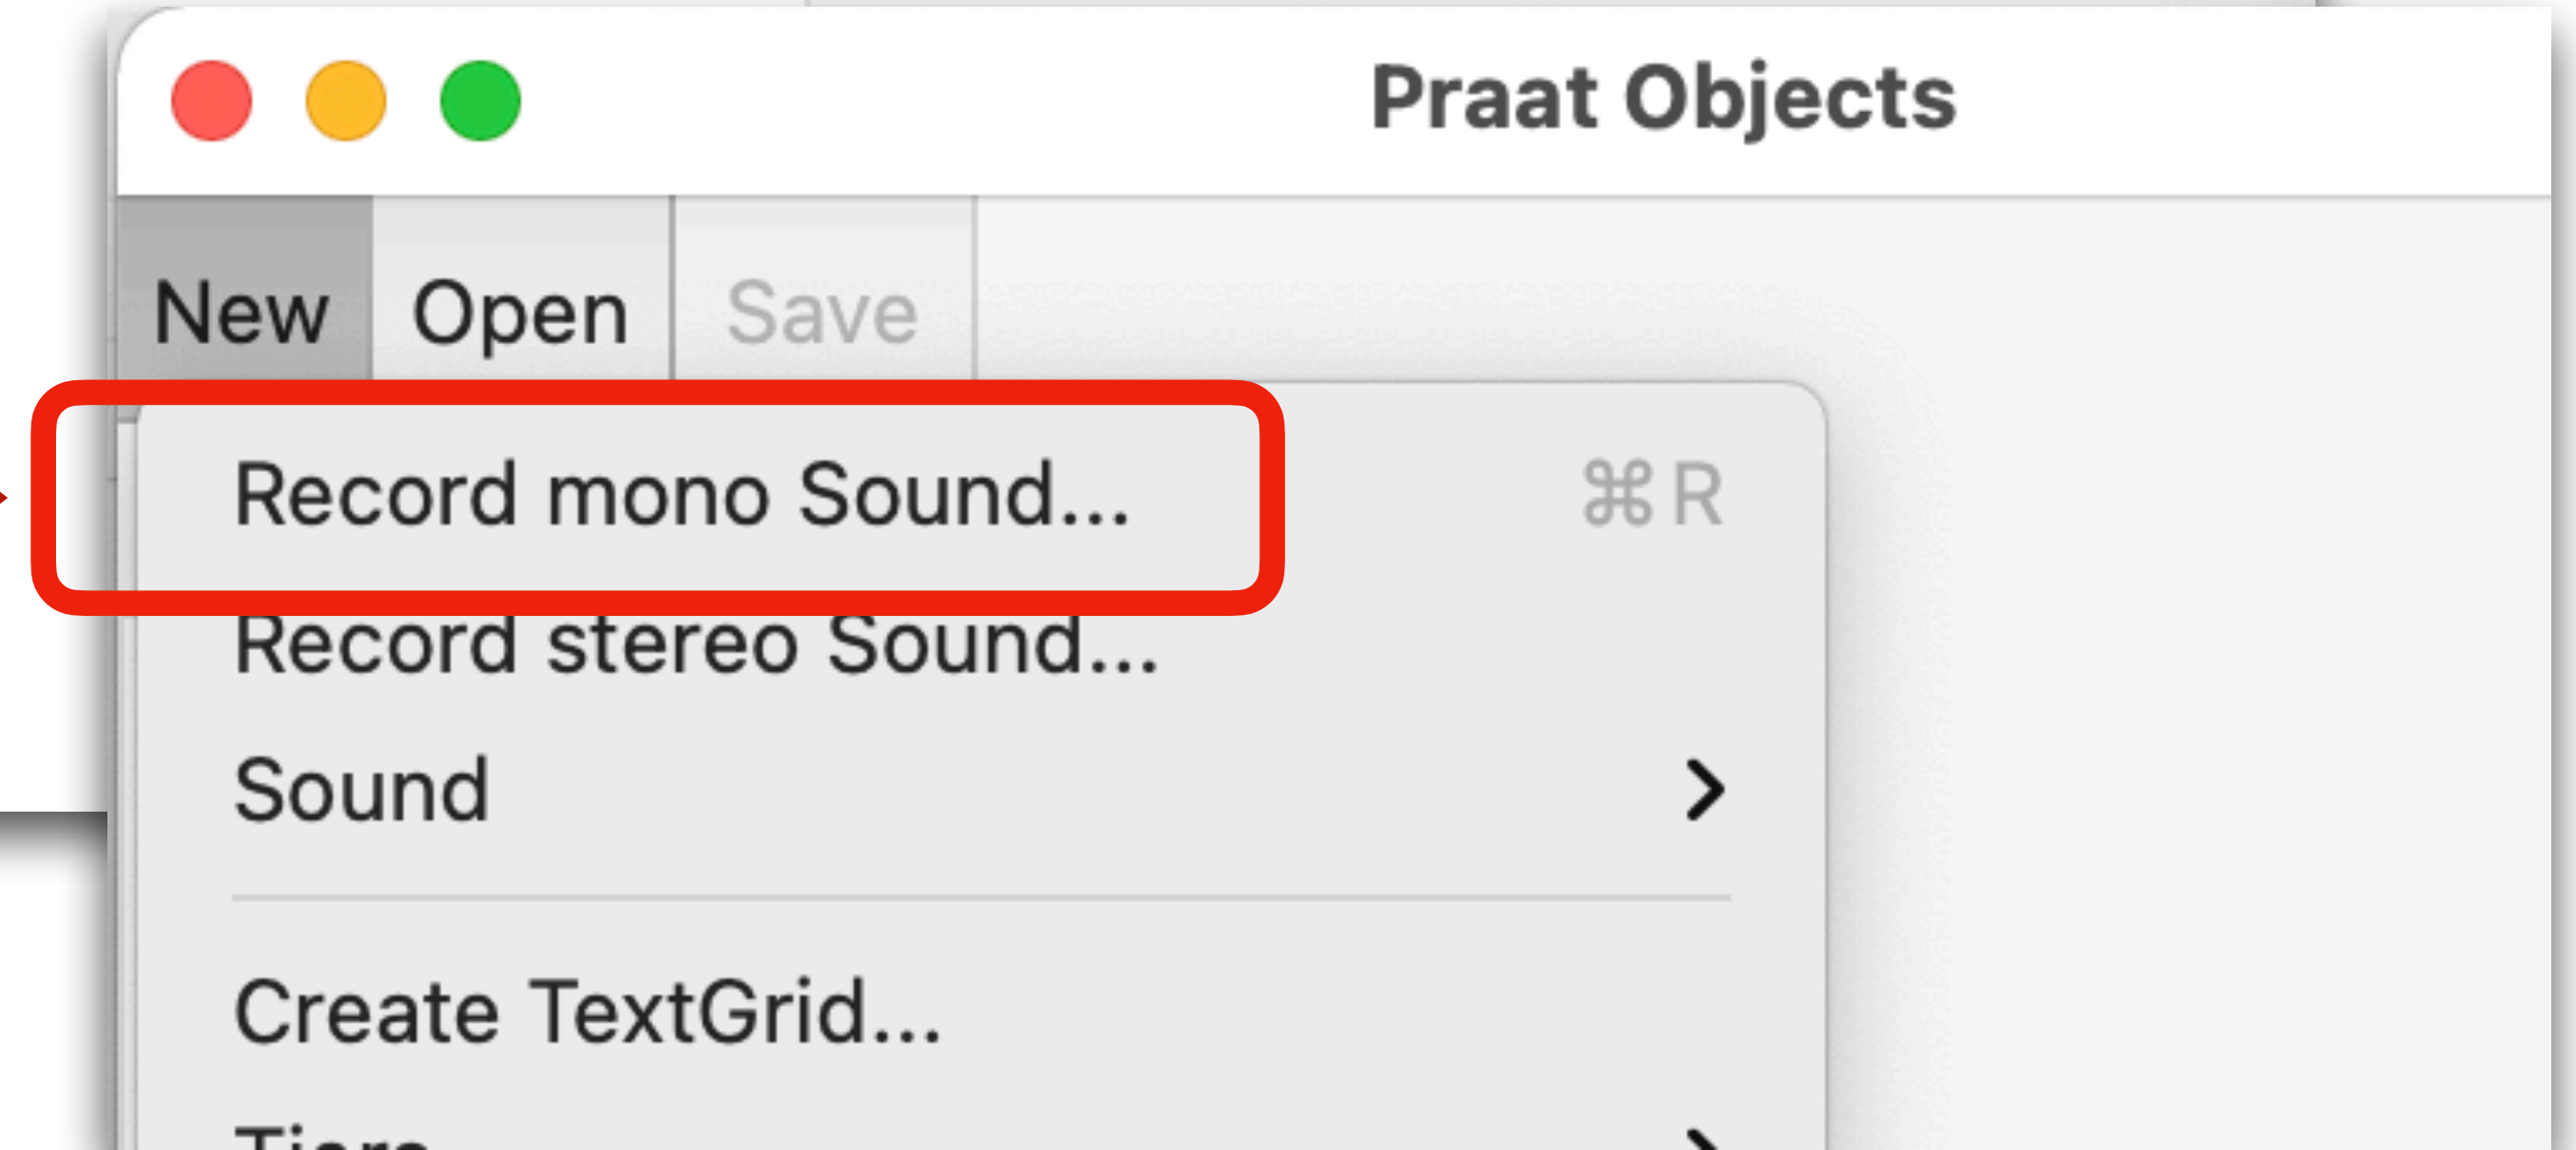 Praat Objects
New Open Save
Record mono Sound... ⌘R
Record stereo Sound...
Sound
Create TextGrid...